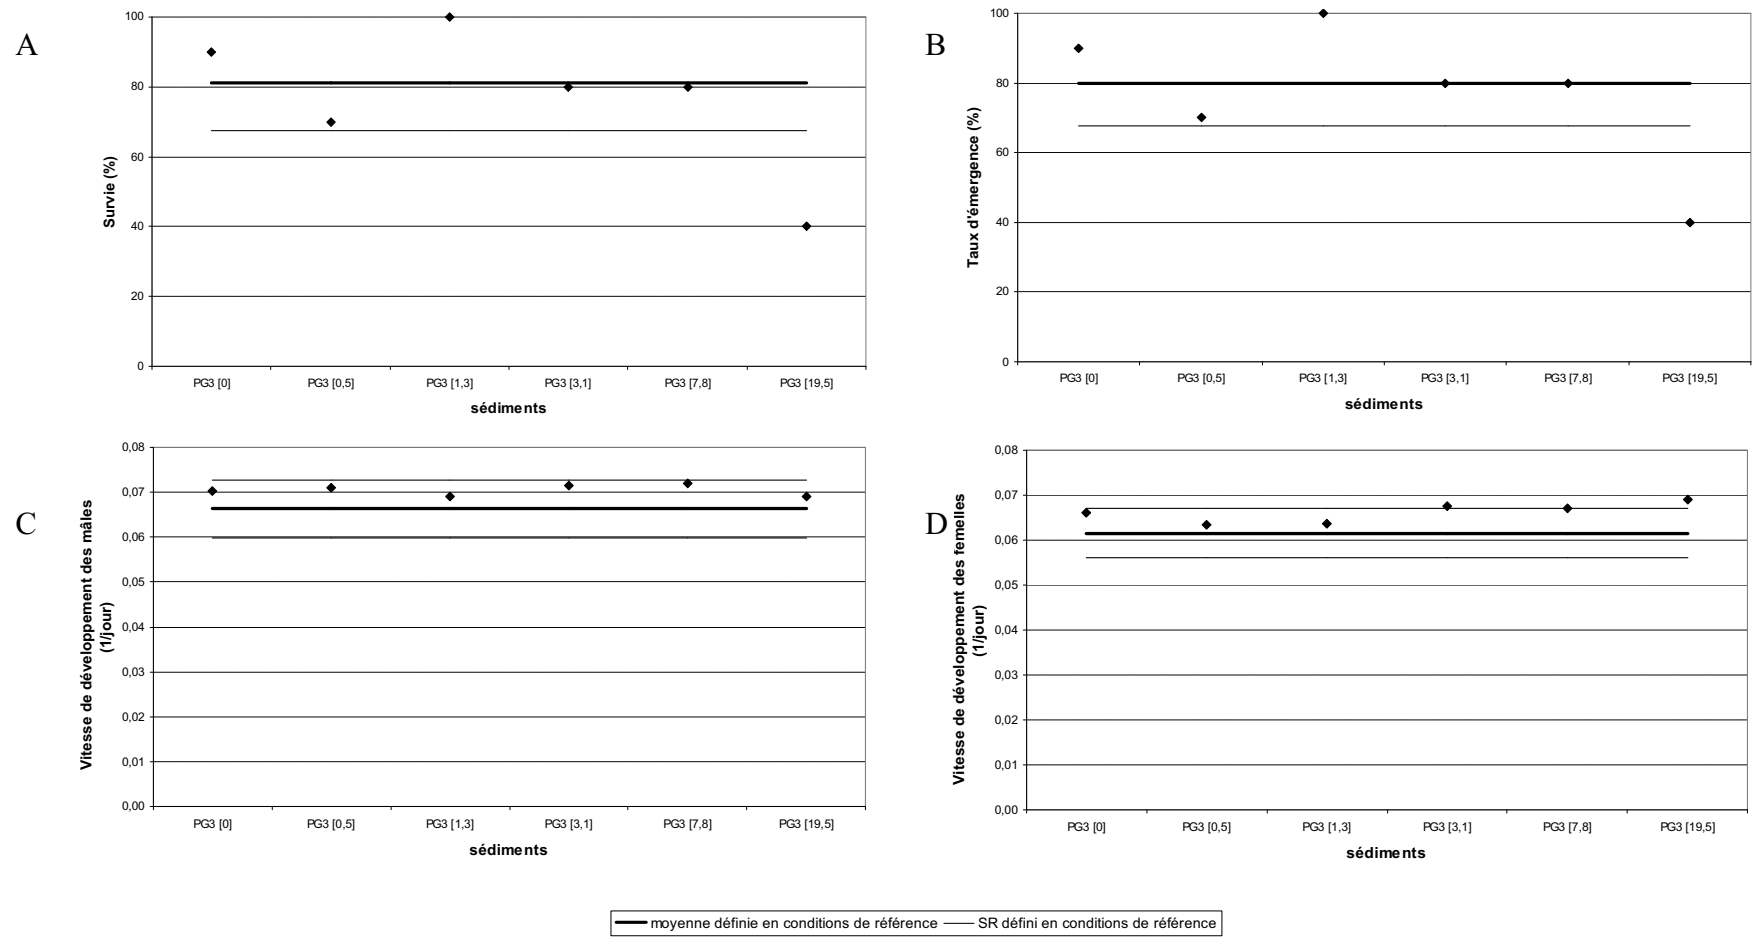 A
Survie (%)
100
80
60
40
20
0
PG3 [0] PG3 [0,5] PG3 [1,3] PG3 [3,1] PG3 [7,8] PG3 [19,5]
sédiments
B
Taux d'émergence (%)
100
80
60
40
20
0
PG3 [0] PG3 [0,5] PG3 [1,3] PG3 [3,1] PG3 [7,8] PG3 [19,5]
sédiments
C
Vitesse de développement des mâles
(1/jour)
0,08
0,07
0,06
0,05
0,04
0,03
0,02
0,01
0,00
PG3 [0] PG3 [0,5] PG3 [1,3] PG3 [3,1] PG3 [7,8] PG3 [19,5]
sédiments
D
Vitesse de développement des femelles
(1/jour)
0,08
0,07
0,06
0,05
0,04
0,03
0,02
0,01
0,00
PG3 [0] PG3 [0,5] PG3 [1,3] PG3 [3,1] PG3 [7,8] PG3 [19,5]
sédiments
moyenne définie en conditions de référence SR défini en conditions de référence